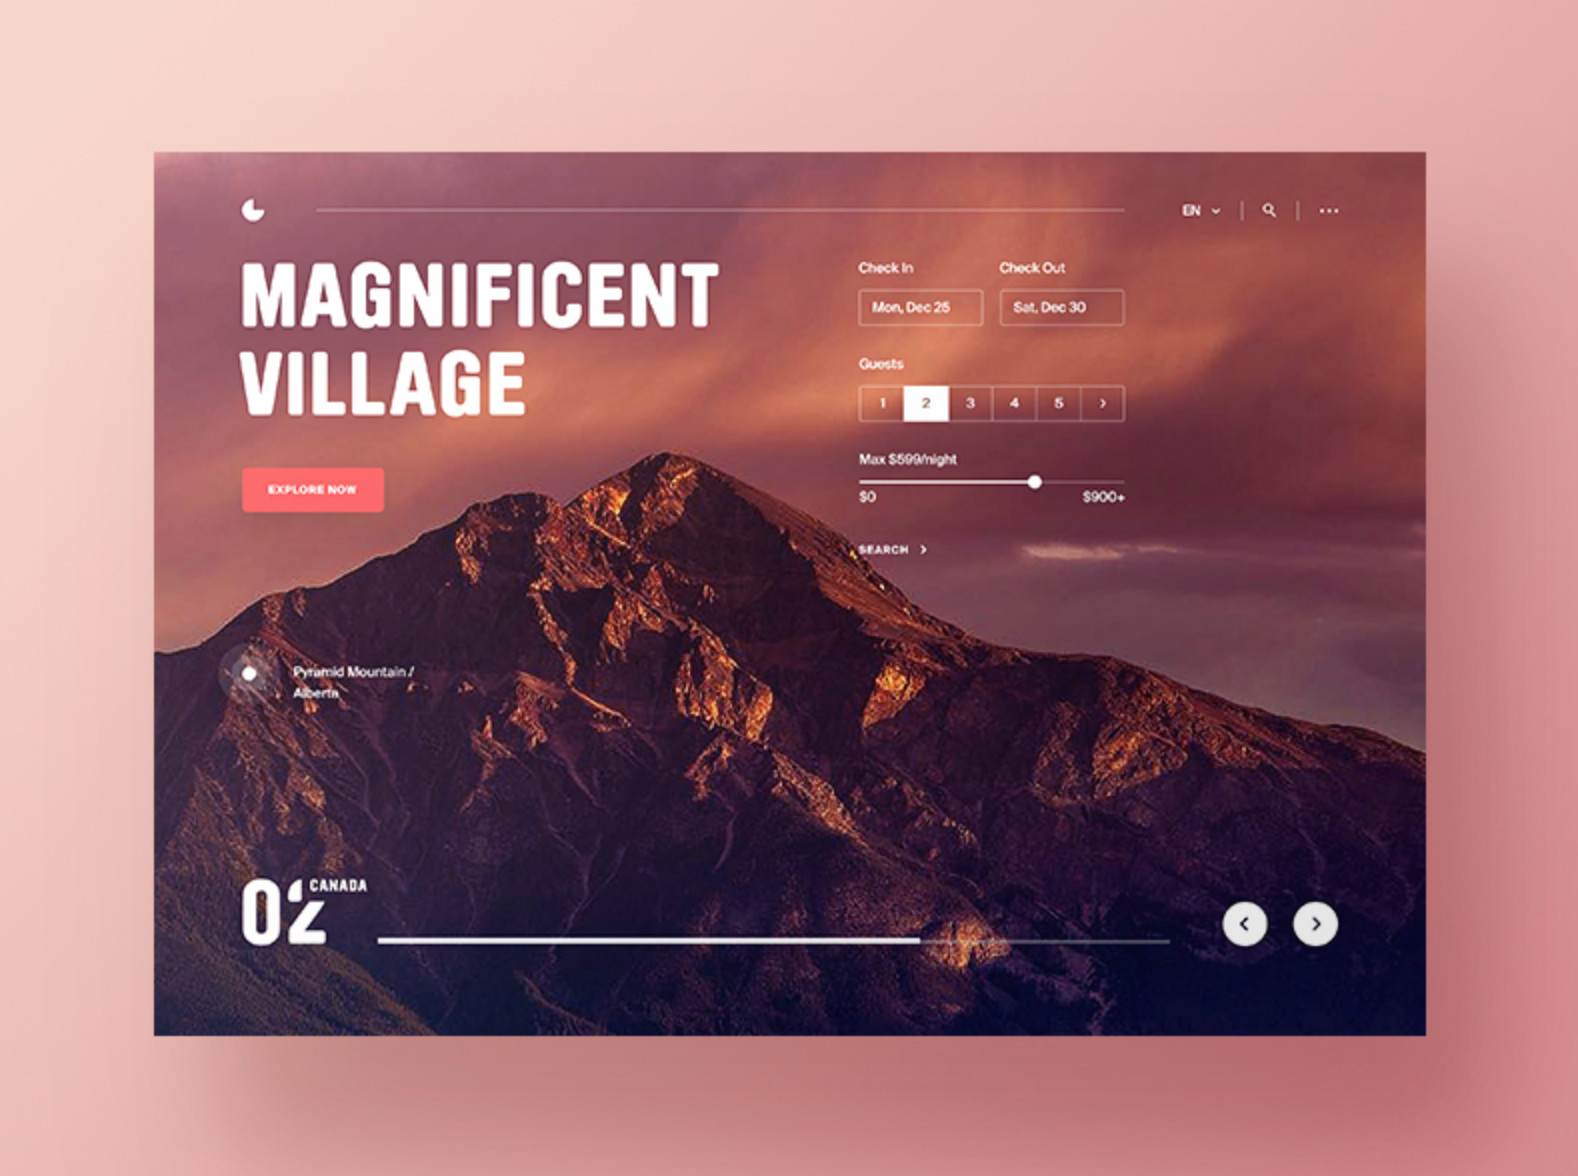 EN
MAGNIFICENT
VILLAGE
EXPLORE NOW
Check In
Check Out
Mon, Dec 25
Sat, Dec 30
Guests
1 2 3 4 5
Max $599/night
$0
$900+
SEARCH
Pyramid Mountain /
Alberta
02 CANADA